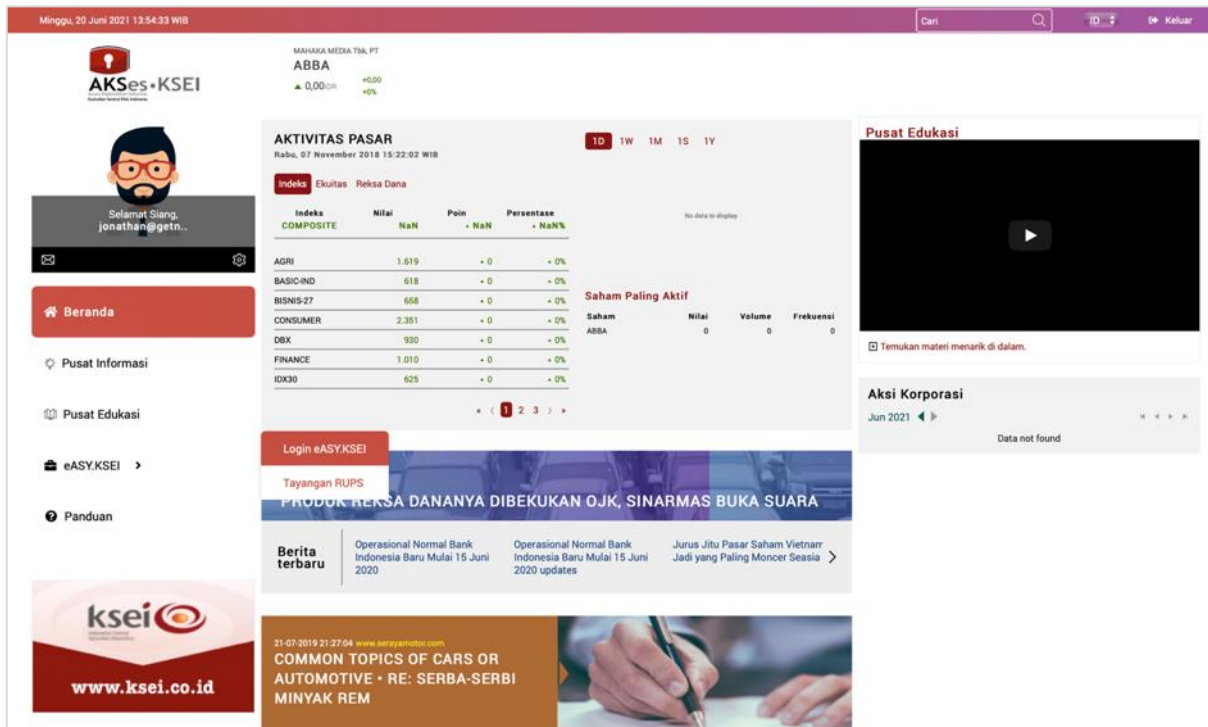 Minggu, 20 Juni 2021 13:54:33 WIB
Cari
ID
Keluar
AKSes•KSEI
MAHAKA MEDIA Tbk, PT
ABBA
0,00 IDR
+0,00
+0%
Selamat Siang,
jonathan@getn..
Beranda
Pusat Informasi
Pusat Edukasi
eASY.KSEI >
Panduan
ksei
www.ksei.co.id
AKTIVITAS PASAR
Rabu, 07 November 2018 15:22:02 WIB
1D 1W 1M 1S 1Y
Indeks Ekuitas Reksa Dana
Indeks Nilai Poin Persentase
COMPOSITE NaN NaN NaN%
AGRI 1.619 0 0%
BASIC-IND 618 0 0%
BISNIS-27 658 0 0%
CONSUMER 2.351 0 0%
DBX 930 0 0%
FINANCE 1.010 0 0%
IDX30 625 0 0%
« ‹ 1 2 3 › »
No data to display
Saham Paling Aktif
Saham Nilai Volume Frekuensi
ABBA 0 0 0
Login eASY.KSEI
Tayangan RUPS
PRODUK REKSA DANANYA DIBEKUKAN OJK, SINARMAS BUKA SUARA
Berita
terbaru
Operasional Normal Bank
Indonesia Baru Mulai 15 Juni
2020
Operasional Normal Bank
Indonesia Baru Mulai 15 Juni
2020 updates
Jurus Jitu Pasar Saham Vietnam
Jadi yang Paling Moncer Seasia
21-07-2019 21:27:04 www.serayamotor.com
COMMON TOPICS OF CARS OR
AUTOMOTIVE • RE: SERBA-SERBI
MINYAK REM
Pusat Edukasi
Temukan materi menarik di dalam.
Aksi Korporasi
Jun 2021
Data not found